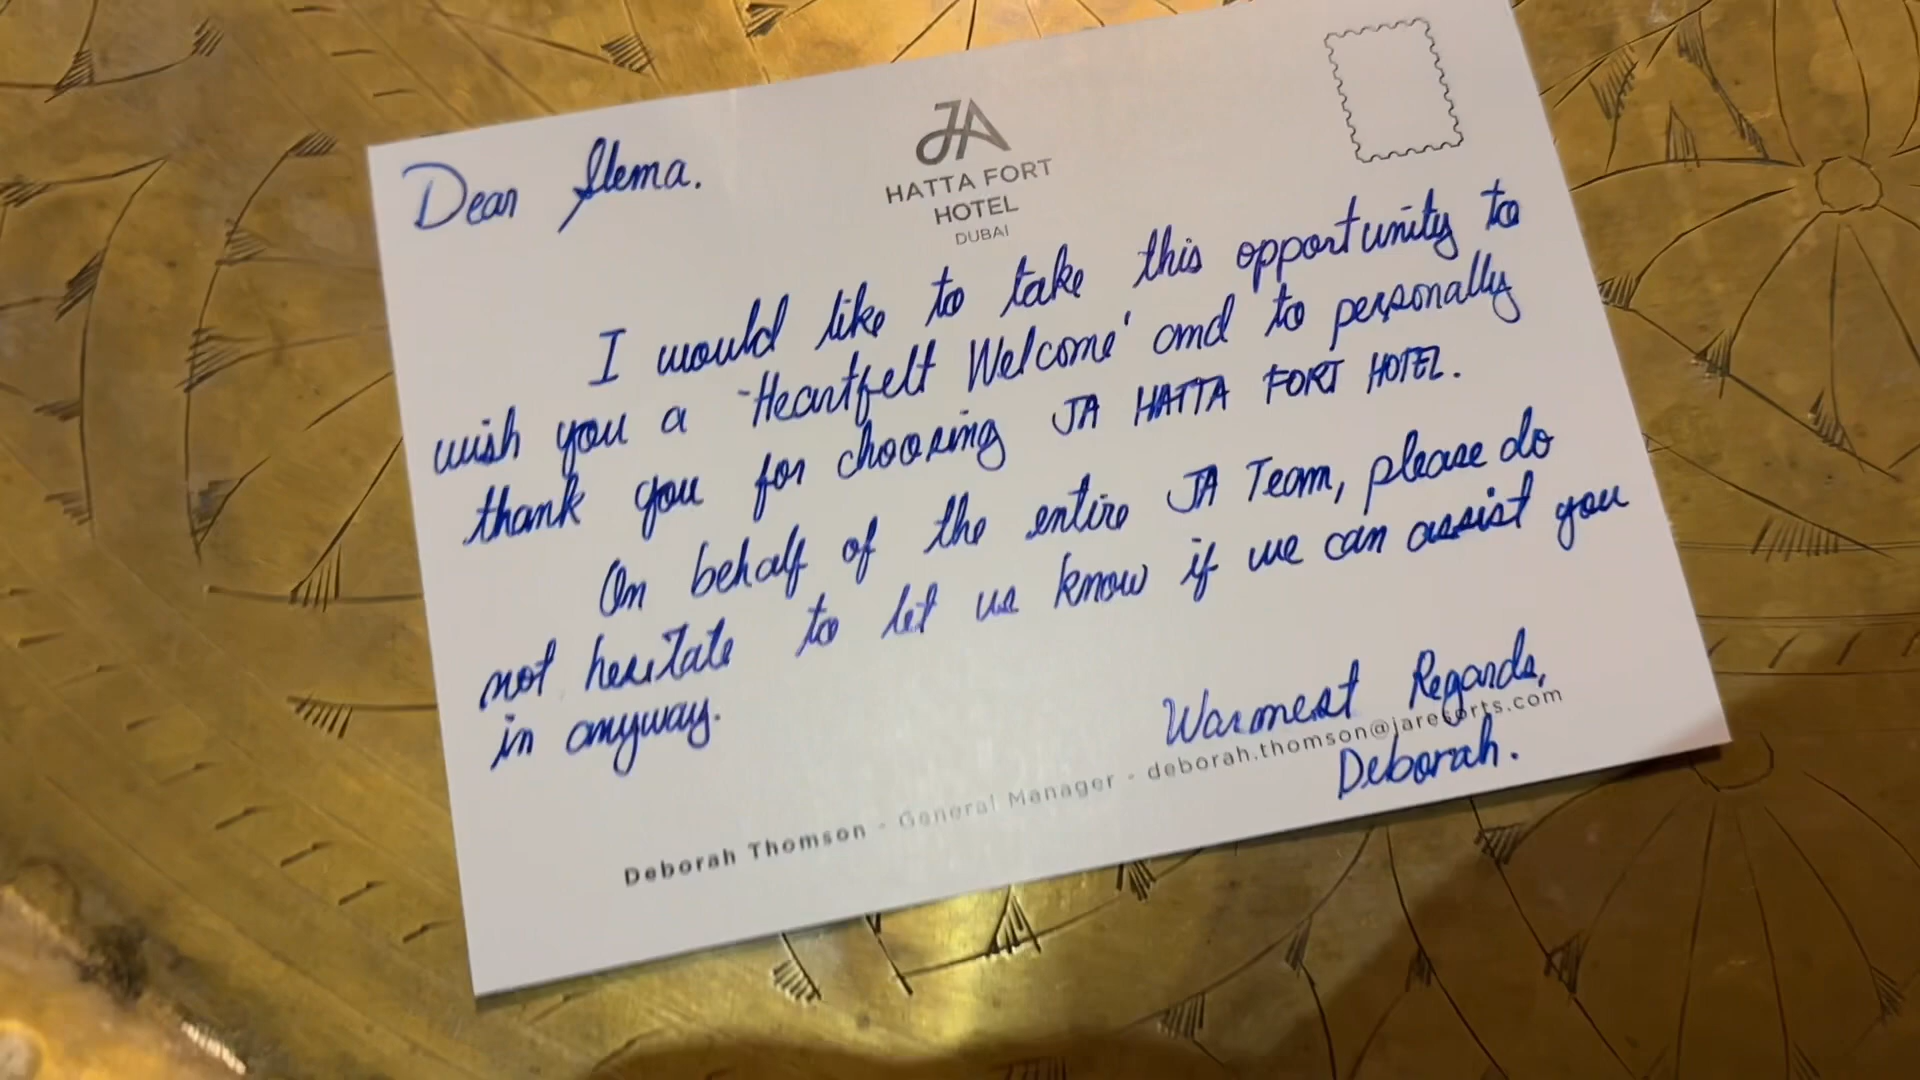 JA
HATTA FORT
HOTEL
DUBAI
Dear
I would like to take this opportunity to
wish you a 'Heartfelt Welcome' and to personally
thank you for choosing JA HATTA FORT HOTEL.
On behalf of the entire JA Team, please do
not hesitate to let us know if we can assist you
in anyway.
Warmest Regards,
Deborah.
Deborah Thomson - General Manager - deborah.thomson@jaresorts.com